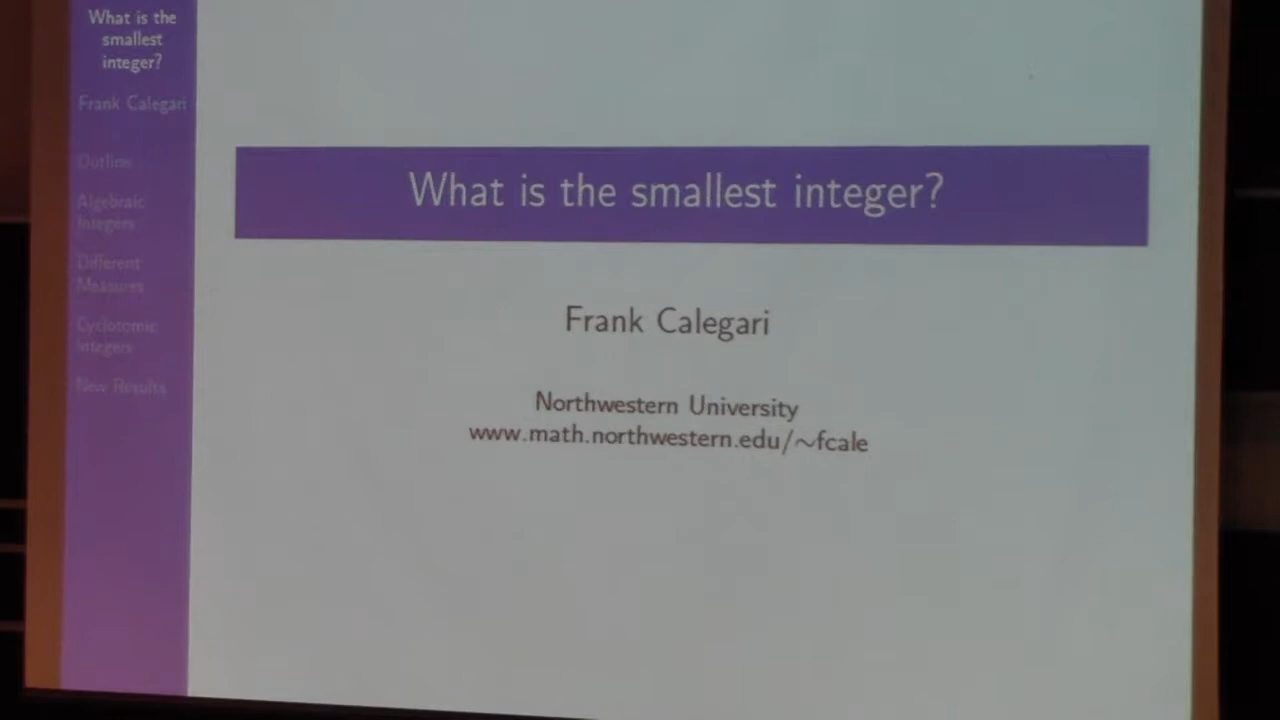 What is the
smallest
integer?
Frank Calegari
Outline
Algebraic
Integers
Different
Measures
Cyclotomic
Integers
New Results
What is the smallest integer?
Frank Calegari
Northwestern University
www.math.northwestern.edu/~fcale